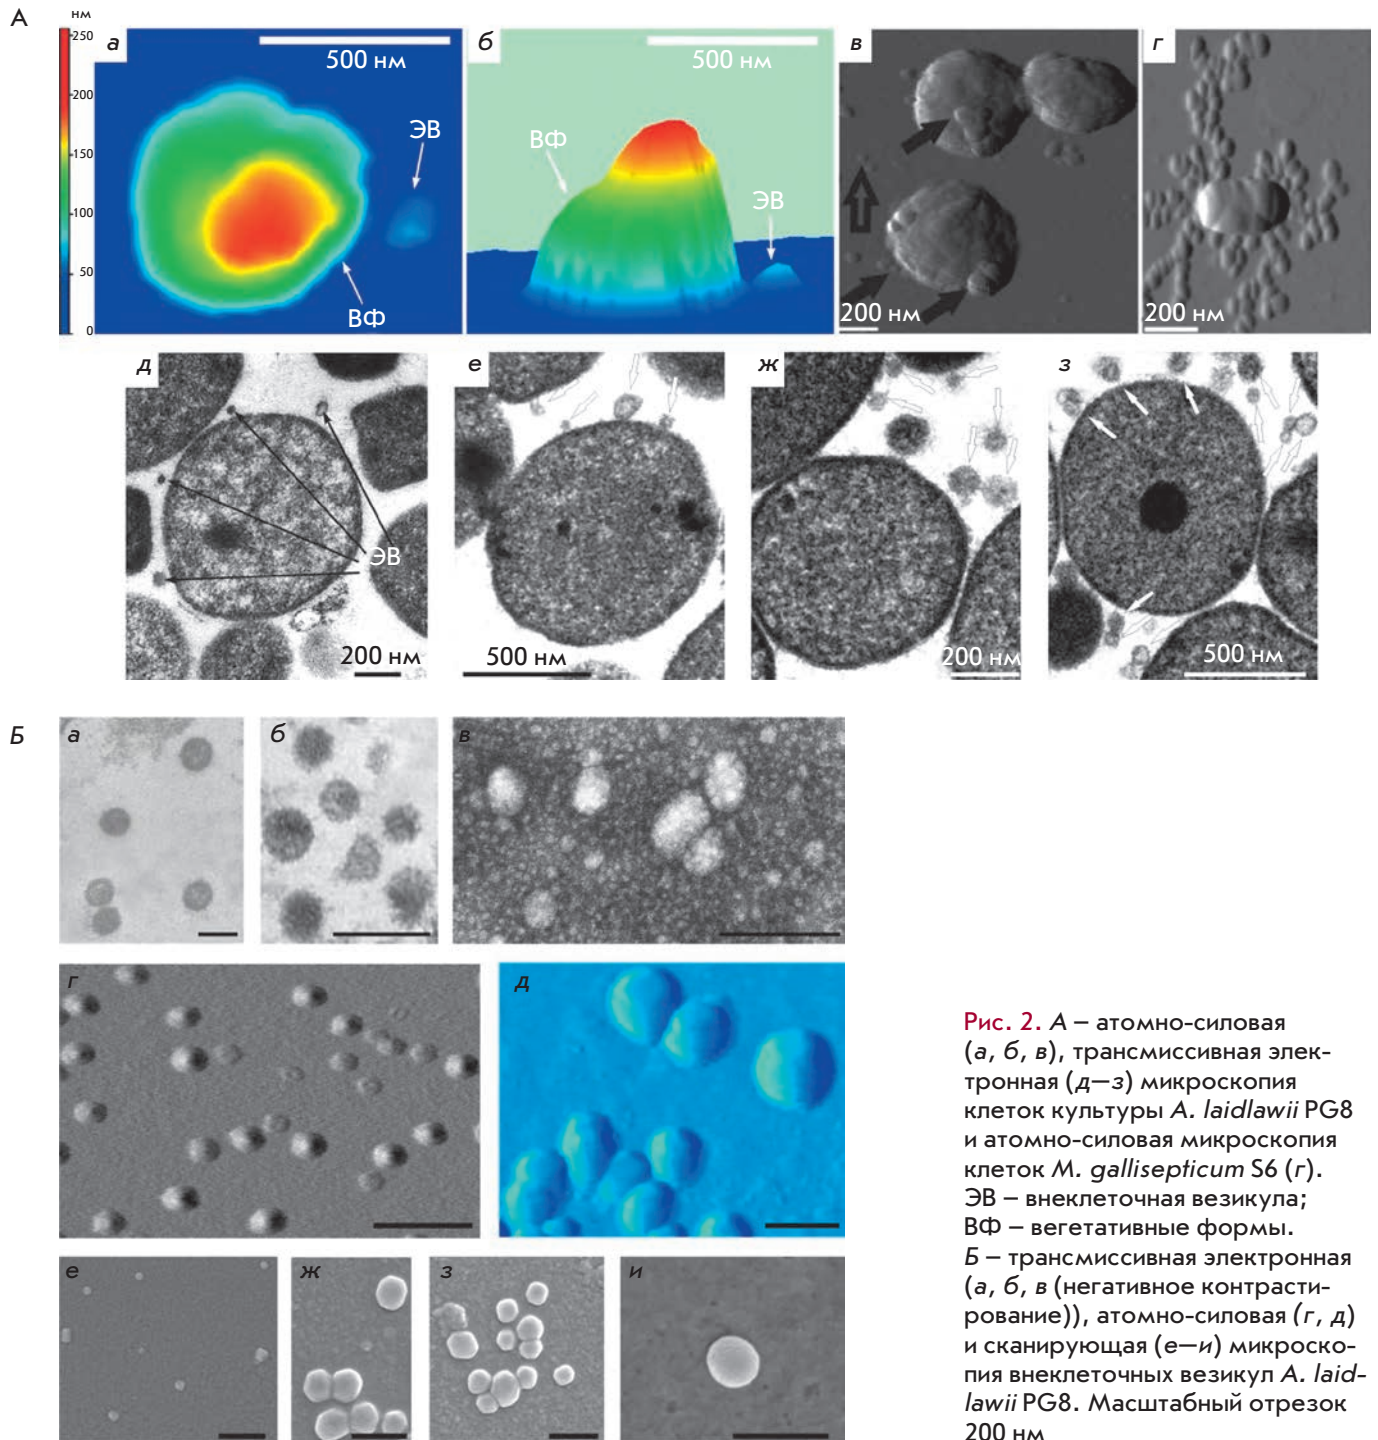 А
нм
250
200
150
100
50
0
а
500 нм
ЭВ
ВФ
б
500 нм
ВФ
ЭВ
в
200 нм
г
200 нм
д
ЭВ
200 нм
е
500 нм
ж
200 нм
з
500 нм
Б
а
б
в
г
д
е
ж
з
и
Рис. 2. А – атомно-силовая
(а, б, в), трансмиссивная элек-
тронная (д—з) микроскопия
клеток культуры A. laidlawii PG8
и атомно-силовая микроскопия
клеток M. gallisepticum S6 (г).
ЭВ – внеклеточная везикула;
ВФ – вегетативные формы.
Б – трансмиссивная электронная
(а, б, в (негативное контрасти-
рование)), атомно-силовая (г, д)
и сканирующая (е—и) микроско-
пия внеклеточных везикул A. laid-
lawii PG8. Масштабный отрезок
200 нм